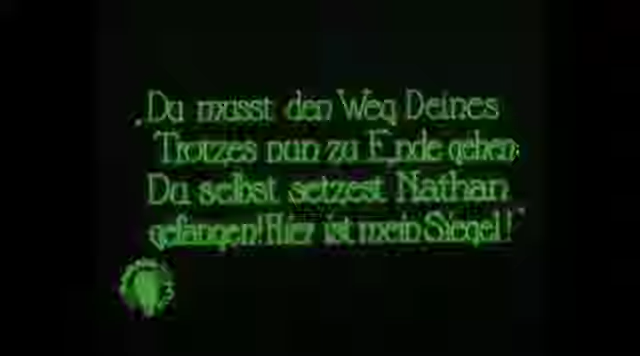 „Du musst den Weg Deines
Trotzes nun zu Ende gehen:
Du selbst setzest Nathan
gefangen! Hier ist mein Siegel!"
3